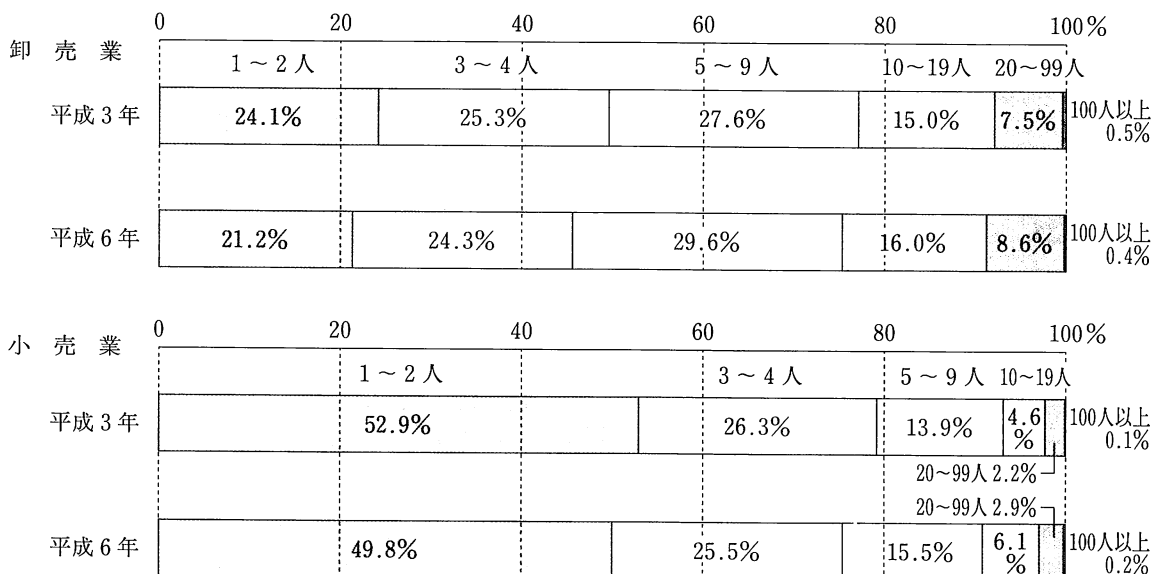 0 20 40 60 80 100%
卸売業
1~2人 3~4人 5~9人 10~19人 20~99人
平成3年 24.1% 25.3% 27.6% 15.0% 7.5% 100人以上 0.5%
平成6年 21.2% 24.3% 29.6% 16.0% 8.6% 100人以上 0.4%
0 20 40 60 80 100%
小売業
1~2人 3~4人 5~9人 10~19人
平成3年 52.9% 26.3% 13.9% 4.6% 100人以上 0.1%
20~99人 2.2%
20~99人 2.9%
平成6年 49.8% 25.5% 15.5% 6.1% 100人以上 0.2%